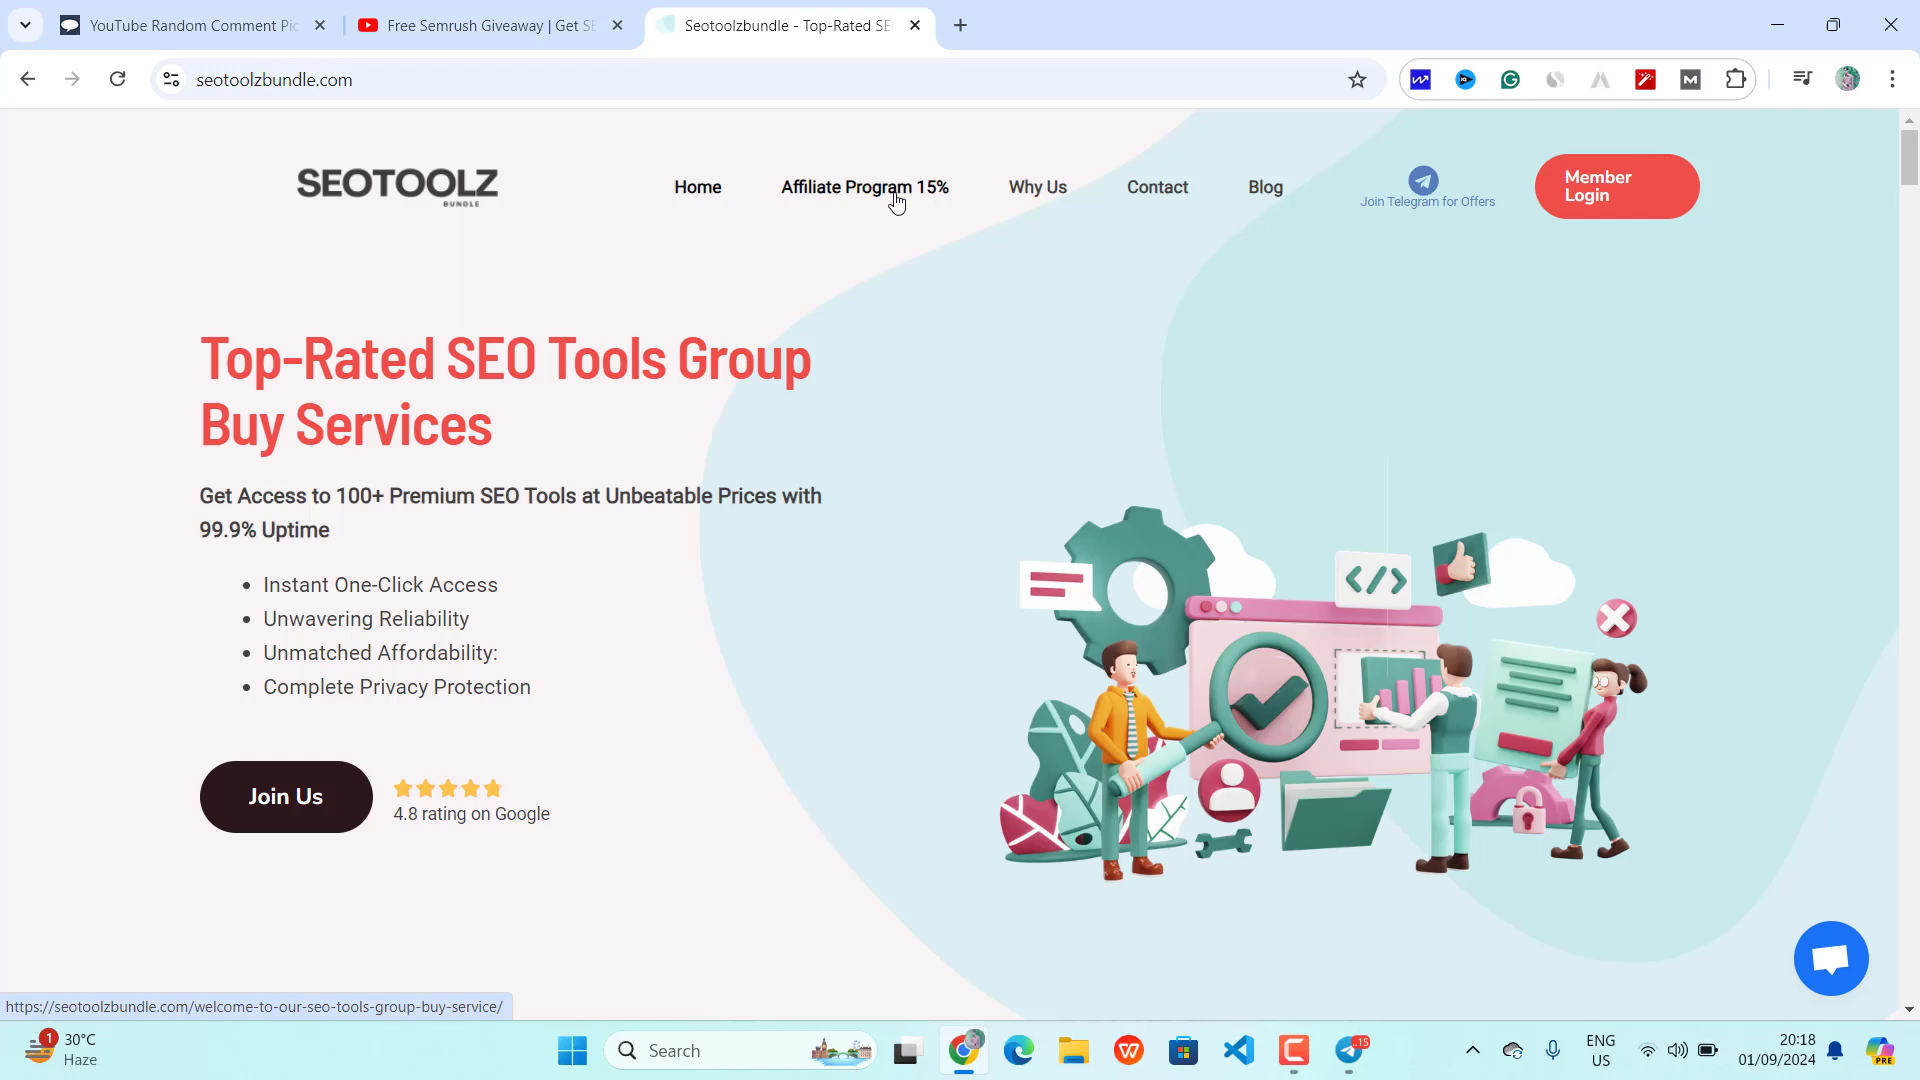 YouTube Random Comment Pic
Free Semrush Giveaway | Get SE
Seotoolzbundle - Top-Rated SE
seotoolzbundle.com
SEOTOOLZ
BUNDLE
Home
Affiliate Program 15%
Why Us
Contact
Blog
Join Telegram for Offers
Member
Login
Top-Rated SEO Tools Group
Buy Services
Get Access to 100+ Premium SEO Tools at Unbeatable Prices with
99.9% Uptime
• Instant One-Click Access
• Unwavering Reliability
• Unmatched Affordability:
• Complete Privacy Protection
Join Us
4.8 rating on Google
</>
https://seotoolzbundle.com/welcome-to-our-seo-tools-group-buy-service/
1
30°C
Haze
Search
15
ENG
US
20:18
01/09/2024
PRE